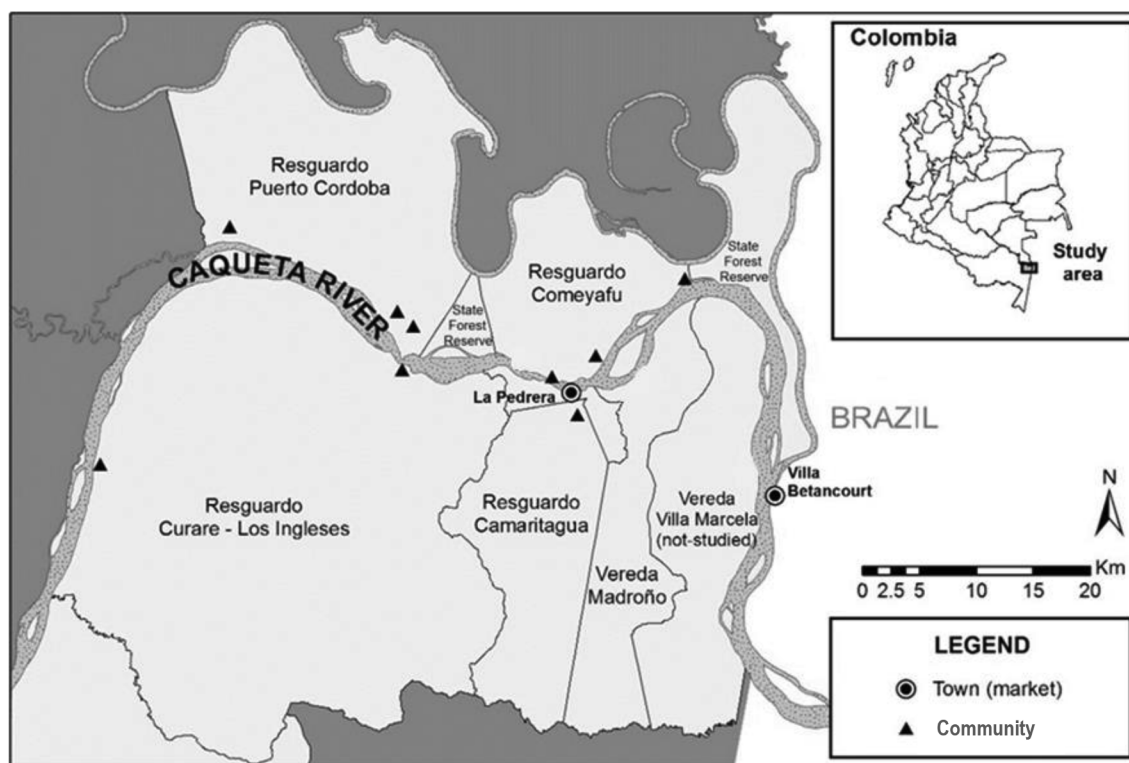 Colombia
Study
area
Resguardo
Puerto Cordoba
CAQUETA RIVER
State
Forest
Reserve
Resguardo
Comeyafu
State
Forest
Reserve
La Pedrera
BRAZIL
Villa
Betancourt
Resguardo
Curare - Los Ingleses
Resguardo
Camaritagua
Vereda
Villa Marcela
(not-studied)
Vereda
Madroño
N
Km
0 2.5 5 10 15 20
LEGEND
Town (market)
Community